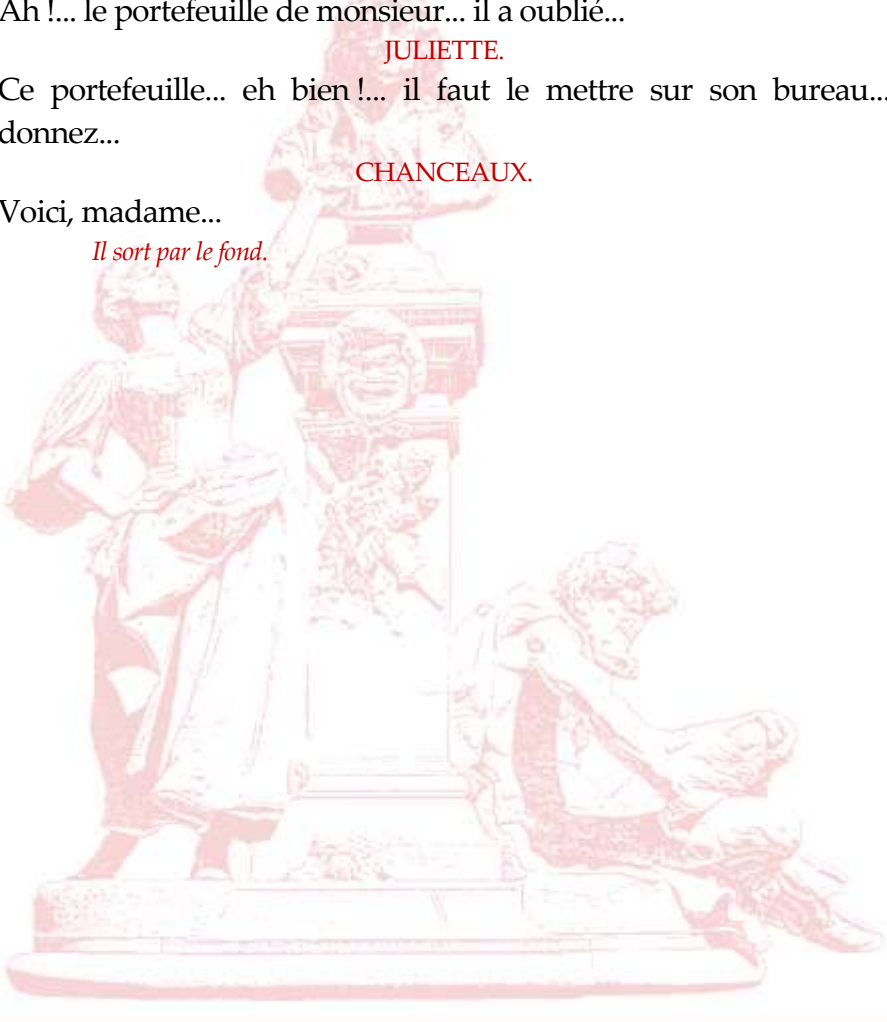 Ah !... le portefeuille de monsieur... il a oublié...
JULIETTE.
Ce portefeuille... eh bien !... il faut le mettre sur son bureau...
donnez...
CHANCEAUX.
Voici, madame...
Il sort par le fond.